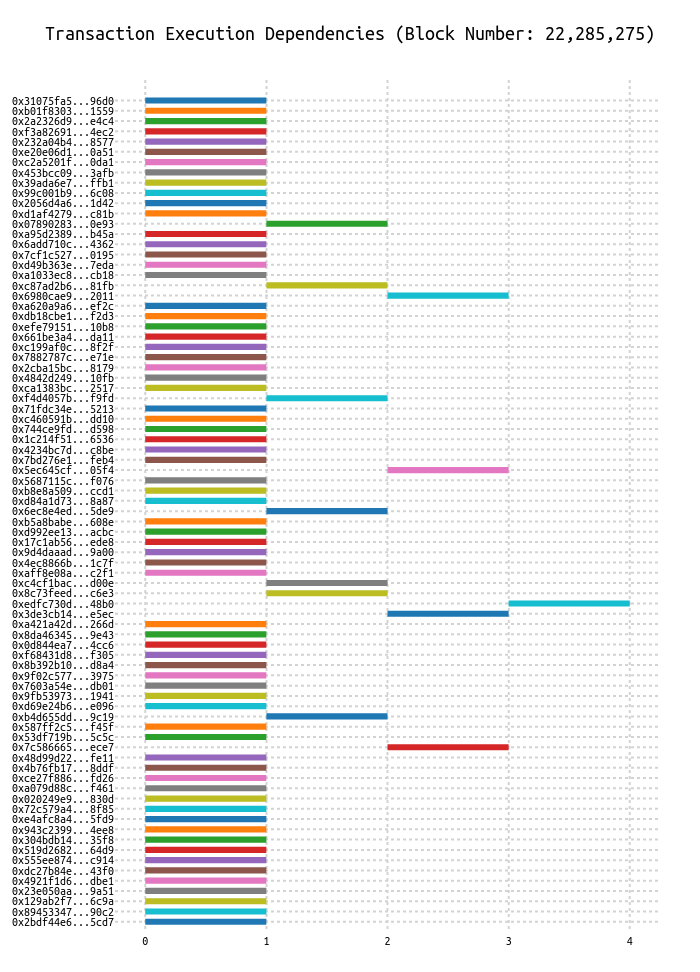 Transaction Execution Dependencies (Block Number: 22,285,275)
0x31075fa5...96d0
0xb01f8303...1559
0x2a2326d9...e4c4
0xf3a82691...4ec2
0x232a04b4...8577
0xe20e06d1...0a51
0xc2a5201f...0da1
0x453bcc09...3afb
0x39ada6e7...ffb1
0x99c001b9...6c08
0x2056d4a6...1d42
0xd1af4279...c81b
0x07890283...0e93
0xa95d2389...b45a
0x6add710c...4362
0x7cf1c527...0195
0xd49b363e...7eda
0xa1033ec8...cb18
0xc87ad2b6...81fb
0x6980cae9...2011
0xa620a9a6...ef2c
0xdb18cbe1...f2d3
0xefe79151...10b8
0x661be3a4...da11
0xc199af0c...8f2f
0x7882787c...e71e
0x2cba15bc...8179
0x4842d249...10fb
0xca1383bc...2517
0xf4d4057b...f9fd
0x71fdc34e...5213
0xc460591b...dd10
0x744ce9fd...d598
0x1c214f51...6536
0x4234bc7d...c8be
0x7bd276e1...feb4
0x5ec645cf...05f4
0x5687115c...f076
0xb8e8a509...ccd1
0xd84a1d73...8a87
0x6ec8e4ed...5de9
0xb5a8babe...608e
0xd992ee13...acbc
0x17c1ab56...ede8
0x9d4daaad...9a00
0x4ec8866b...1c7f
0xaff8e08a...c2f1
0xc4cf1bac...d00e
0x8c73feed...c6e3
0xedfc730d...48b0
0x3de3cb14...e5ec
0xa421a42d...266d
0x8da46345...9e43
0x0d844ea7...4cc6
0xf68431d8...f305
0x8b392b10...d8a4
0x9f02c577...3975
0x7603a54e...db01
0x9fb53973...1941
0xd69e24b6...e096
0xb4d655dd...9c19
0x587ff2c5...f45f
0x53df719b...5c5c
0x7c586665...ece7
0x48d99d22...fe11
0x4b76fb17...8ddf
0xce27f886...fd26
0xa079d88c...f461
0x020249e9...830d
0x72c579a4...8f85
0xe4afc8a4...5fd9
0x943c2399...4ee8
0x304bdb14...35f8
0x519d2682...64d9
0x555ee874...c914
0xdc27b84e...43f0
0x4921f1d6...dbe1
0x23e050aa...9a51
0x129ab2f7...6c9a
0x89453347...90c2
0x2bdf44e6...5cd7
0 1 2 3 4